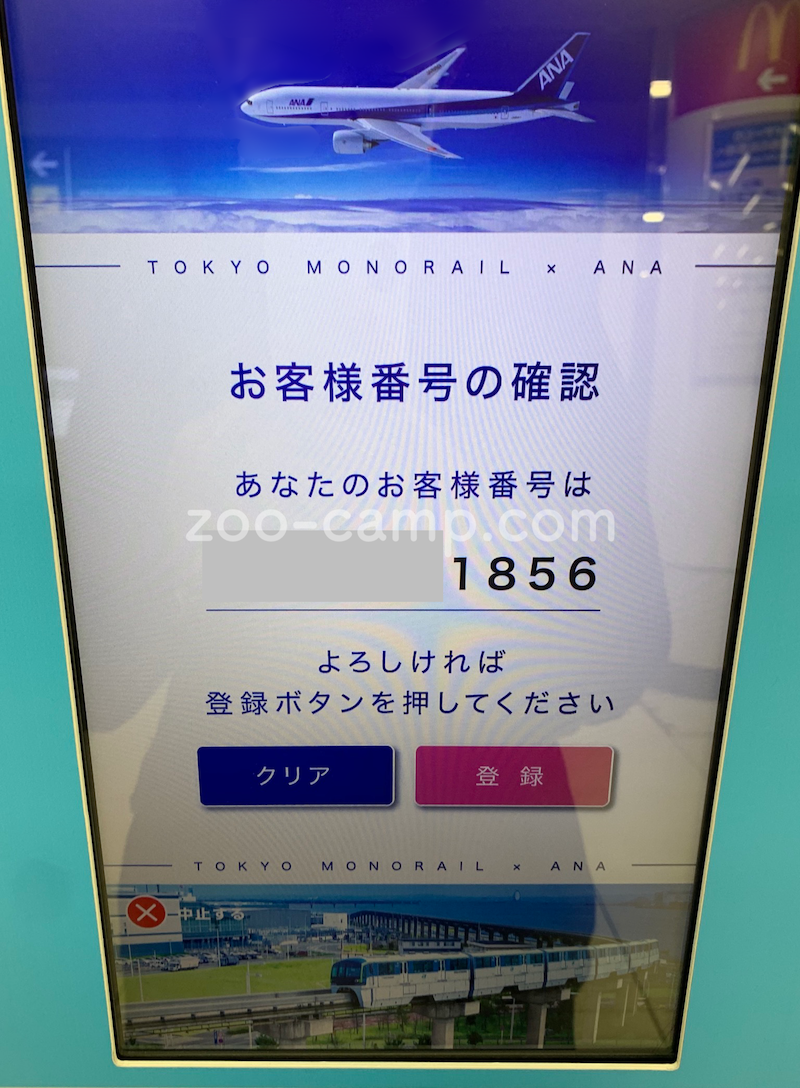 ANA
ANA
TOKYO MONORAIL × ANA
お客様番号の確認
あなたのお客様番号は
zoo-camp.com
1856
よろしければ
登録ボタンを押してください
クリア
登録
TOKYO MONORAIL × ANA
中止する